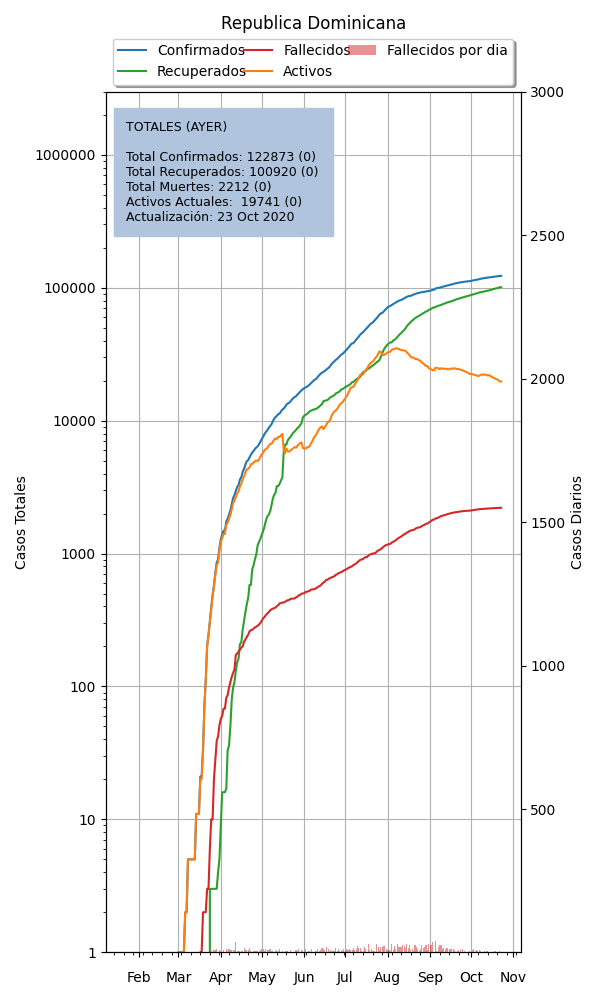 Republica Dominicana
Confirmados
Recuperados
Fallecidos
Activos
Fallecidos por dia
TOTALES (AYER)
Total Confirmados: 122873 (0)
Total Recuperados: 100920 (0)
Total Muertes: 2212 (0)
Activos Actuales:  19741 (0)
Actualización: 23 Oct 2020
Casos Totales
1000000
100000
10000
1000
100
10
1
3000
2500
2000
1500
1000
500
Casos Diarios
Feb Mar Apr May Jun Jul Aug Sep Oct Nov